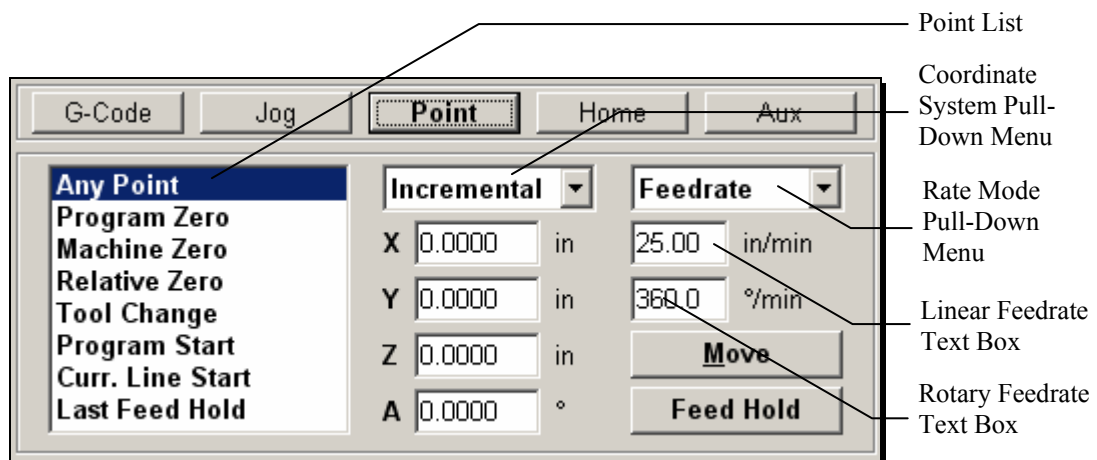 Point List
Coordinate
System Pull-
Down Menu
Rate Mode
Pull-Down
Menu
Linear Feedrate
Text Box
Rotary Feedrate
Text Box
G-Code Jog Point Home Aux
Any Point
Program Zero
Machine Zero
Relative Zero
Tool Change
Program Start
Curr. Line Start
Last Feed Hold
Incremental
X 0.0000 in
Y 0.0000 in
Z 0.0000 in
A 0.0000 °
Feedrate
25.00 in/min
360.0 °/min
Move
Feed Hold